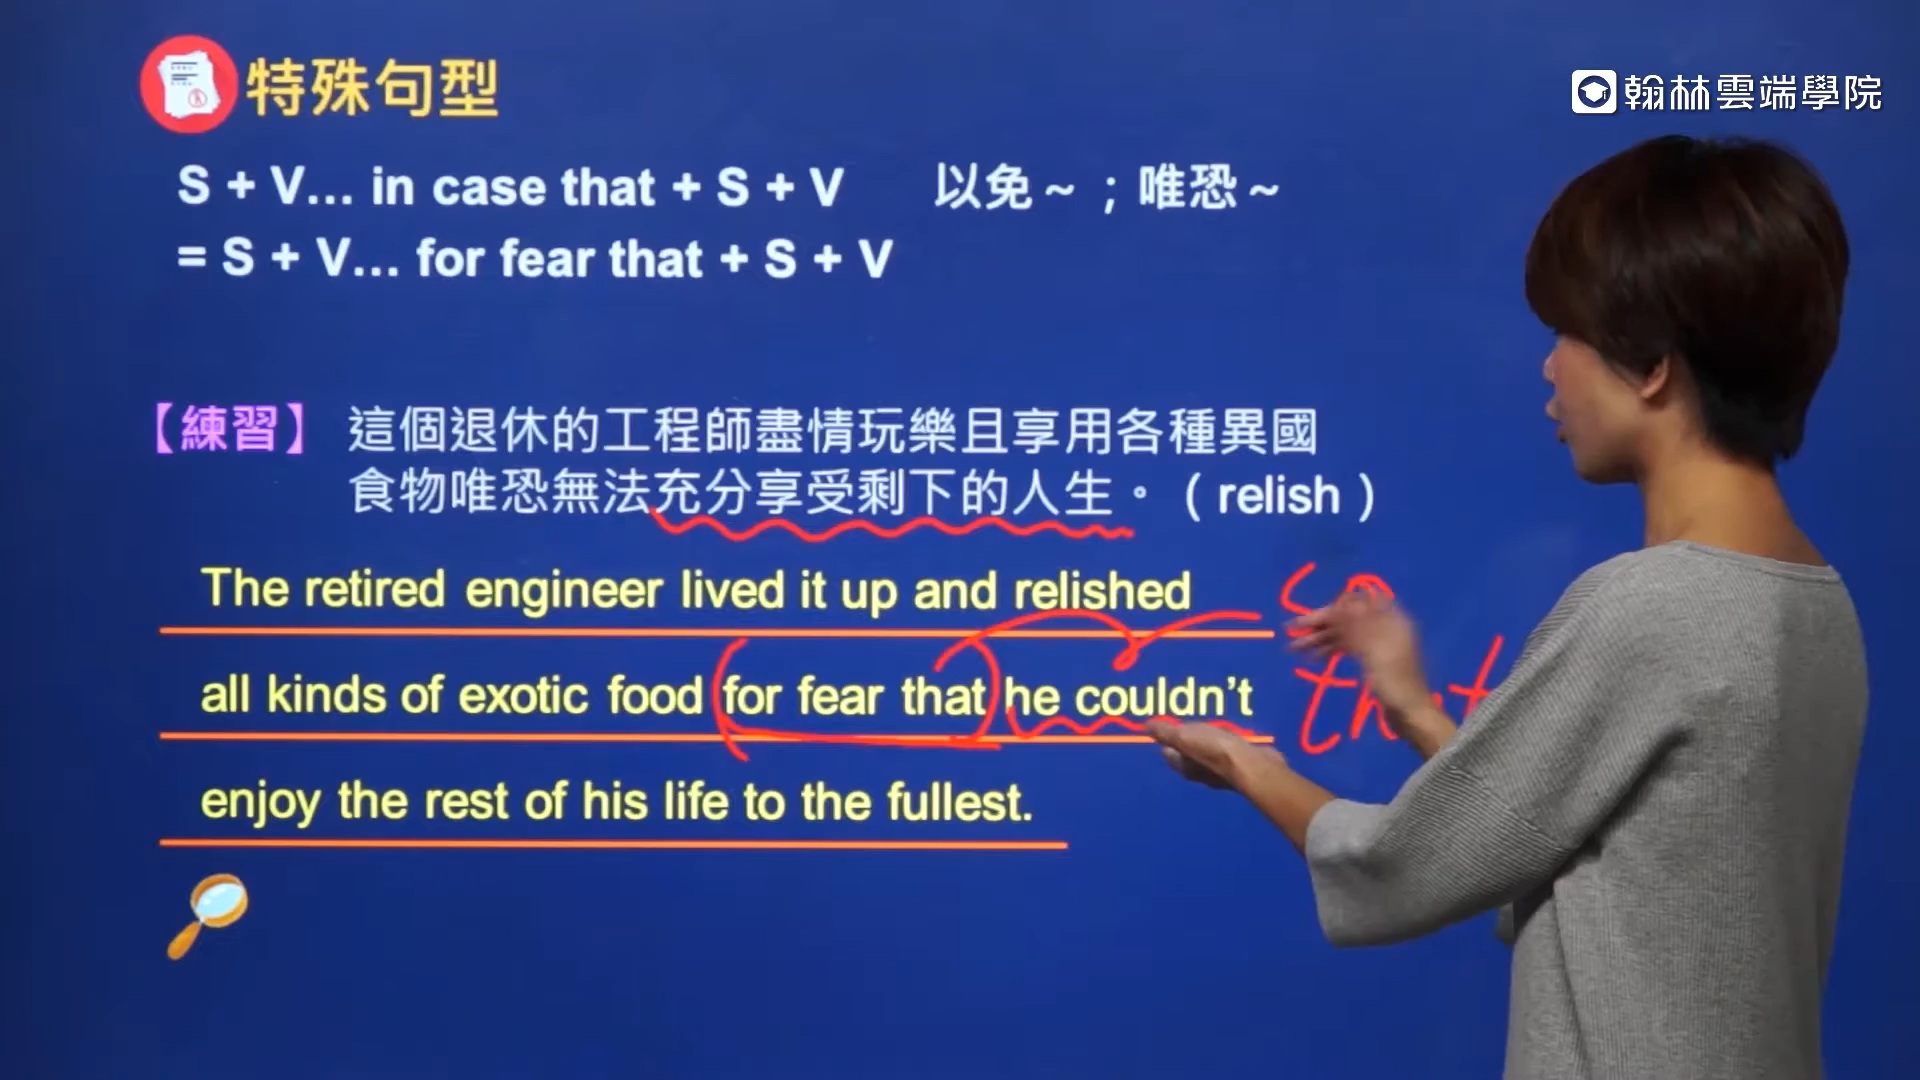 特殊句型
翰林雲端學院
S + V... in case that + S + V 以免～；唯恐～
= S + V... for fear that + S + V
【練習】 這個退休的工程師盡情玩樂且享用各種異國
食物唯恐無法充分享受剩下的人生。（relish）
The retired engineer lived it up and relished
so
all kinds of exotic food for fear that he couldn't
that
enjoy the rest of his life to the fullest.